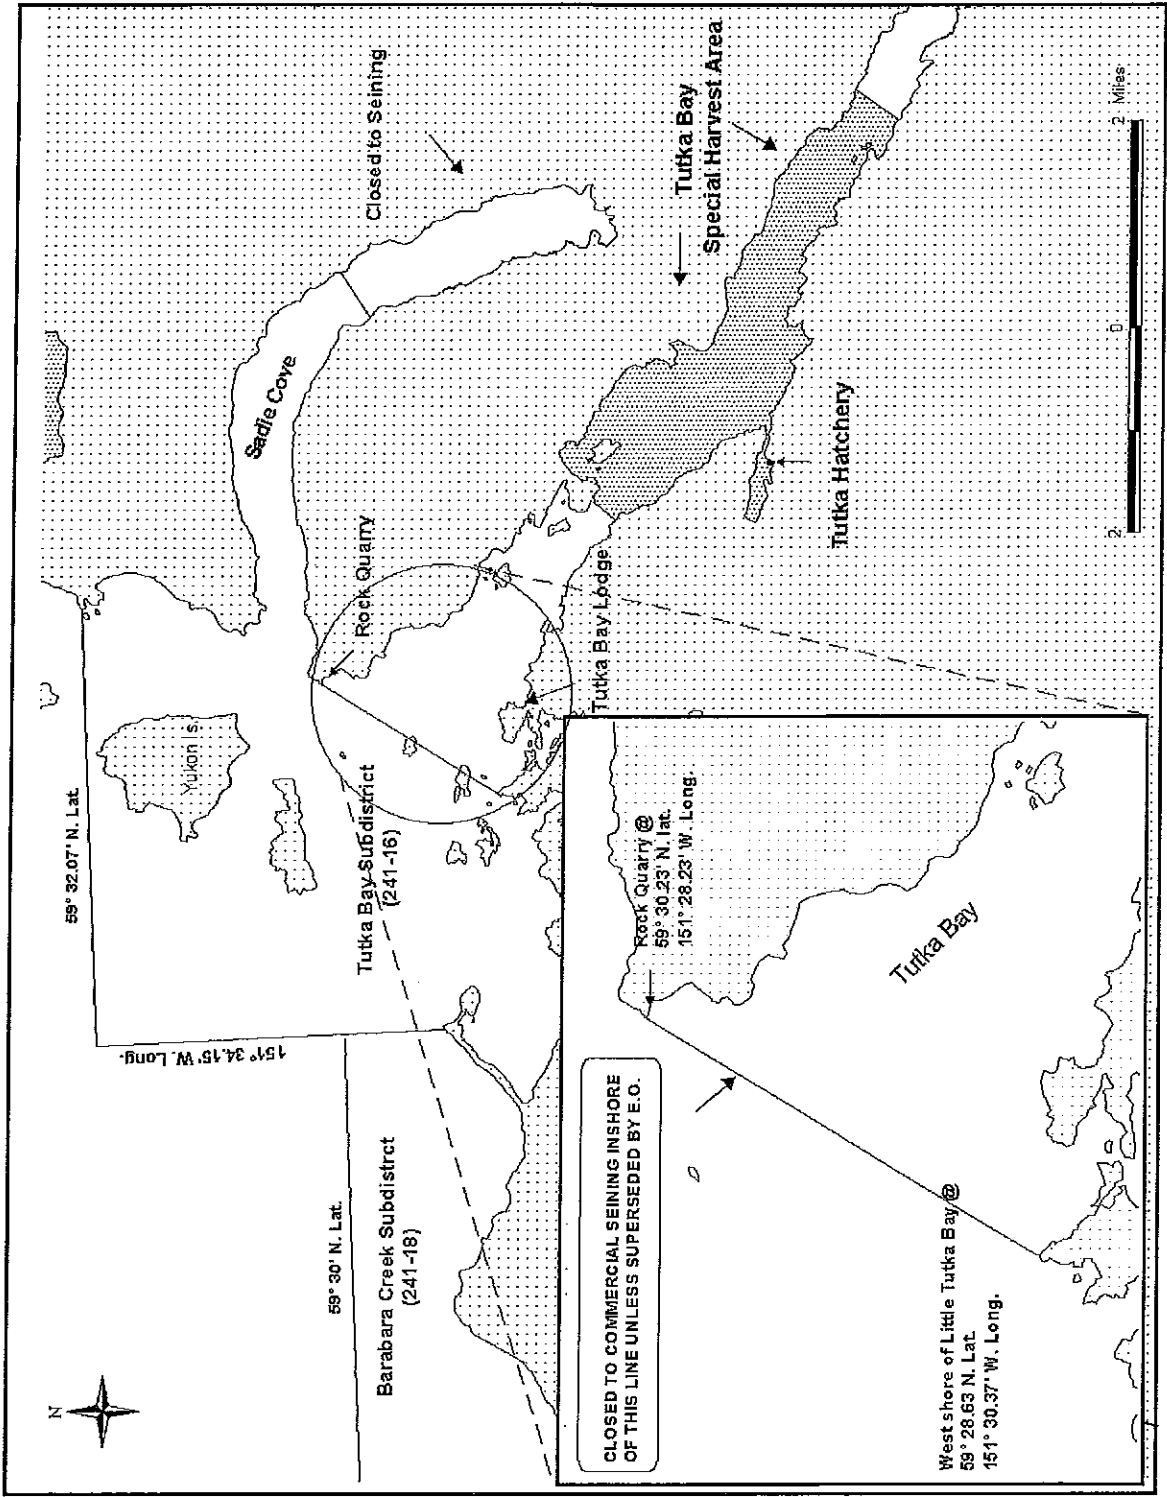 N
59° 32.07' N. Lat.
151° 34.15' W. Long.
59° 30' N. Lat.
Barabara Creek Subdistrct
(241-18)
Yukon Is.
Tutka Bay Subdistrict
(241-16)
Sadie Cove
Closed to Seining
Rock Quarry
Tutka Bay Lodge
Tutka Bay
Special Harvest Area
Tutka Hatchery
2 0 2 Miles
CLOSED TO COMMERCIAL SEINING INSHORE
OF THIS LINE UNLESS SUPERSEDED BY E.O.
Rock Quarry @
59° 30.23' N. lat.
151° 28.23' W. Long.
Tutka Bay
West shore of Little Tutka Bay @
59° 28.63 N. Lat.
151° 30.37' W. Long.